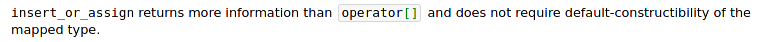 insert_or_assign returns more information than operator[] and does not require default-constructibility of the
mapped type.